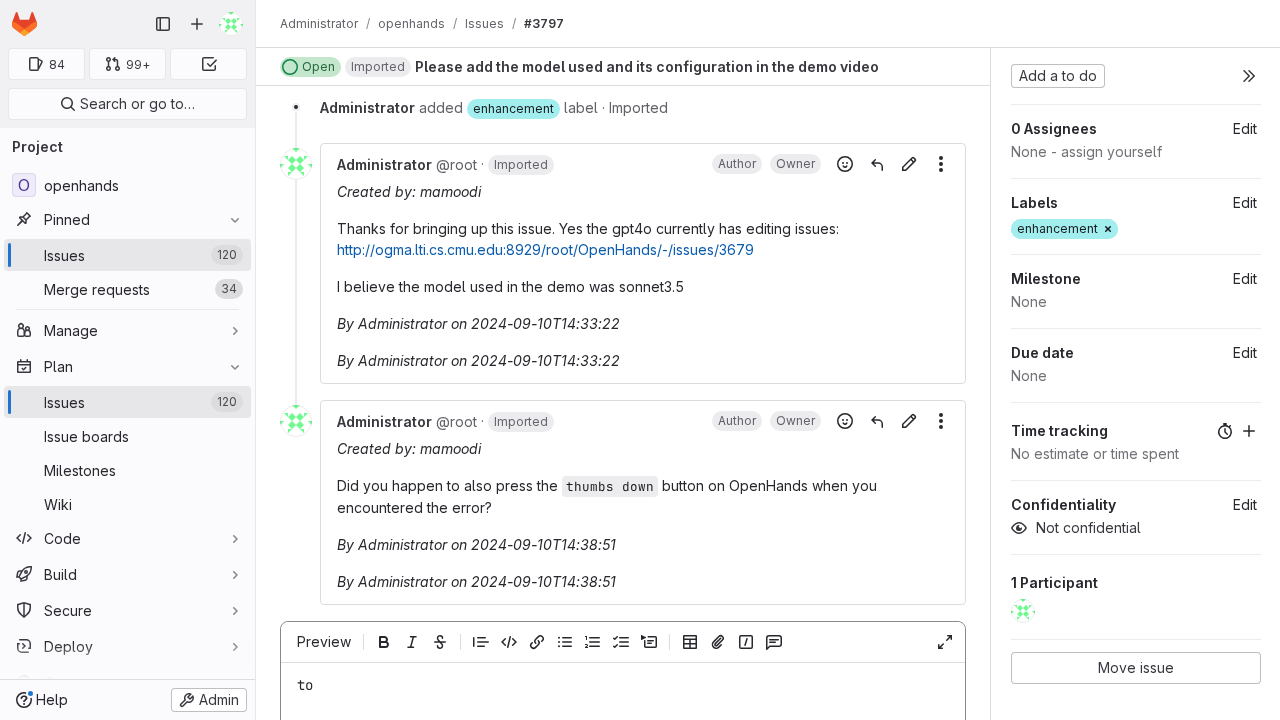 Administrator / openhands / Issues / #3797
84
99+
Search or go to…
Project
O openhands
Pinned
Issues 120
Merge requests 34
Manage
Plan
Issues 120
Issue boards
Milestones
Wiki
Code
Build
Secure
Deploy
Help
Admin
Open Imported Please add the model used and its configuration in the demo video
Administrator added enhancement label · Imported
Administrator @root · Imported Author Owner
Created by: mamoodi
Thanks for bringing up this issue. Yes the gpt4o currently has editing issues:
http://ogma.lti.cs.cmu.edu:8929/root/OpenHands/-/issues/3679
I believe the model used in the demo was sonnet3.5
By Administrator on 2024-09-10T14:33:22
By Administrator on 2024-09-10T14:33:22
Administrator @root · Imported Author Owner
Created by: mamoodi
Did you happen to also press the thumbs down button on OpenHands when you
encountered the error?
By Administrator on 2024-09-10T14:38:51
By Administrator on 2024-09-10T14:38:51
Preview
to
Add a to do
0 Assignees Edit
None - assign yourself
Labels Edit
enhancement ×
Milestone Edit
None
Due date Edit
None
Time tracking
No estimate or time spent
Confidentiality Edit
Not confidential
1 Participant
Move issue